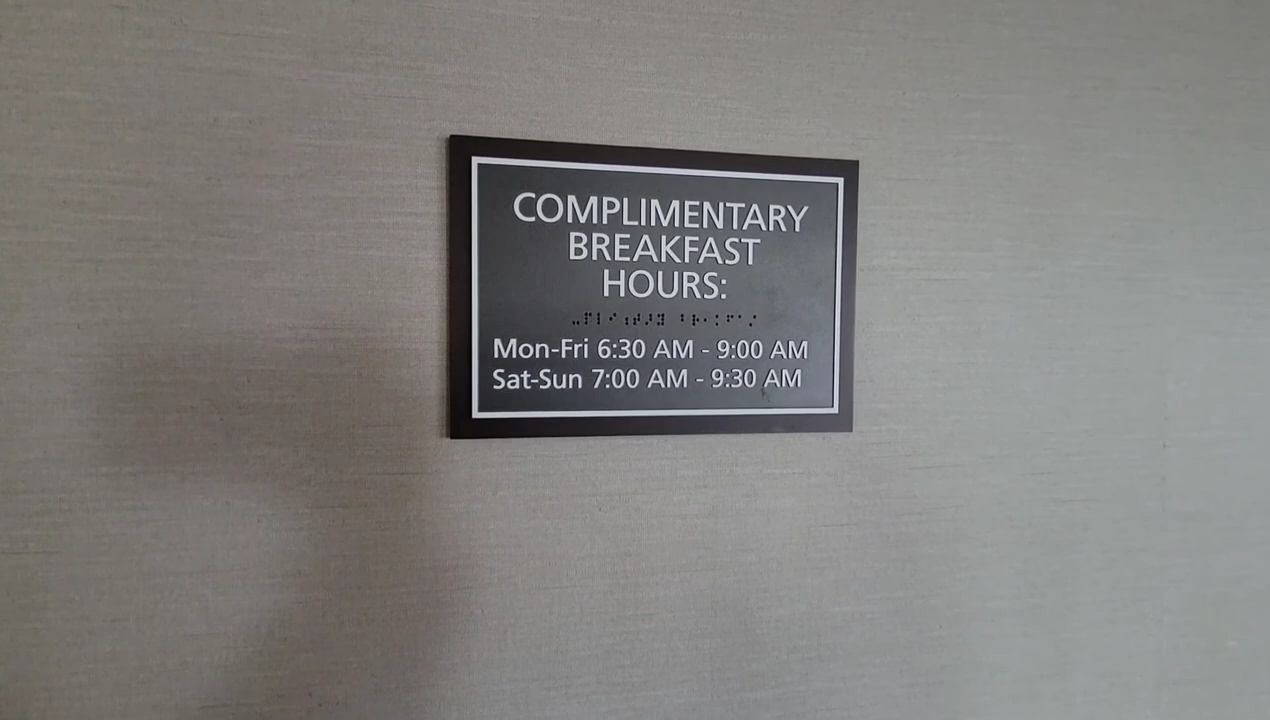 COMPLIMENTARY
BREAKFAST
HOURS:
Mon-Fri 6:30 AM - 9:00 AM
Sat-Sun 7:00 AM - 9:30 AM